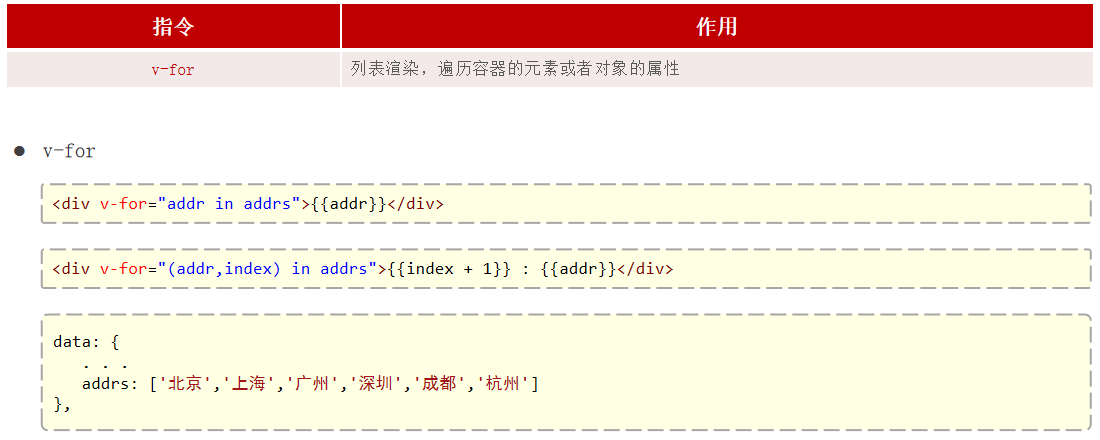 指令 作用
v-for 列表渲染，遍历容器的元素或者对象的属性
● v-for
<div v-for="addr in addrs">{{addr}}</div>
<div v-for="(addr,index) in addrs">{{index + 1}} : {{addr}}</div>
data: {
   . . .
   addrs: ['北京','上海','广州','深圳','成都','杭州']
},